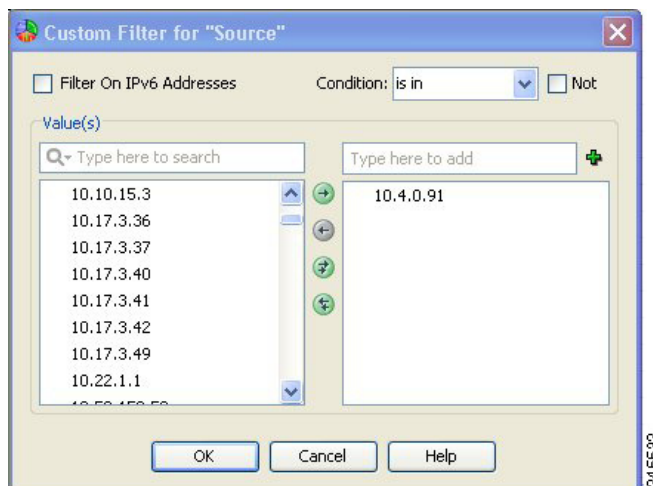 Custom Filter for "Source"
Filter On IPv6 Addresses
Condition: is in
Not
Value(s)
Type here to search
Type here to add
10.10.15.3
10.17.3.36
10.17.3.37
10.17.3.40
10.17.3.41
10.17.3.42
10.17.3.49
10.22.1.1
10.4.0.91
OK
Cancel
Help